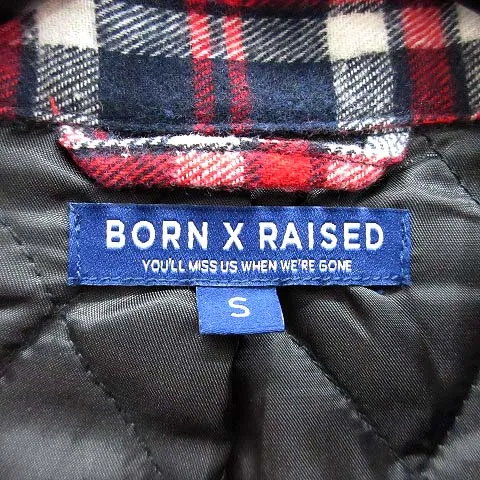 BORN X RAISED
YOU'LL MISS US WHEN WE'RE GONE
S